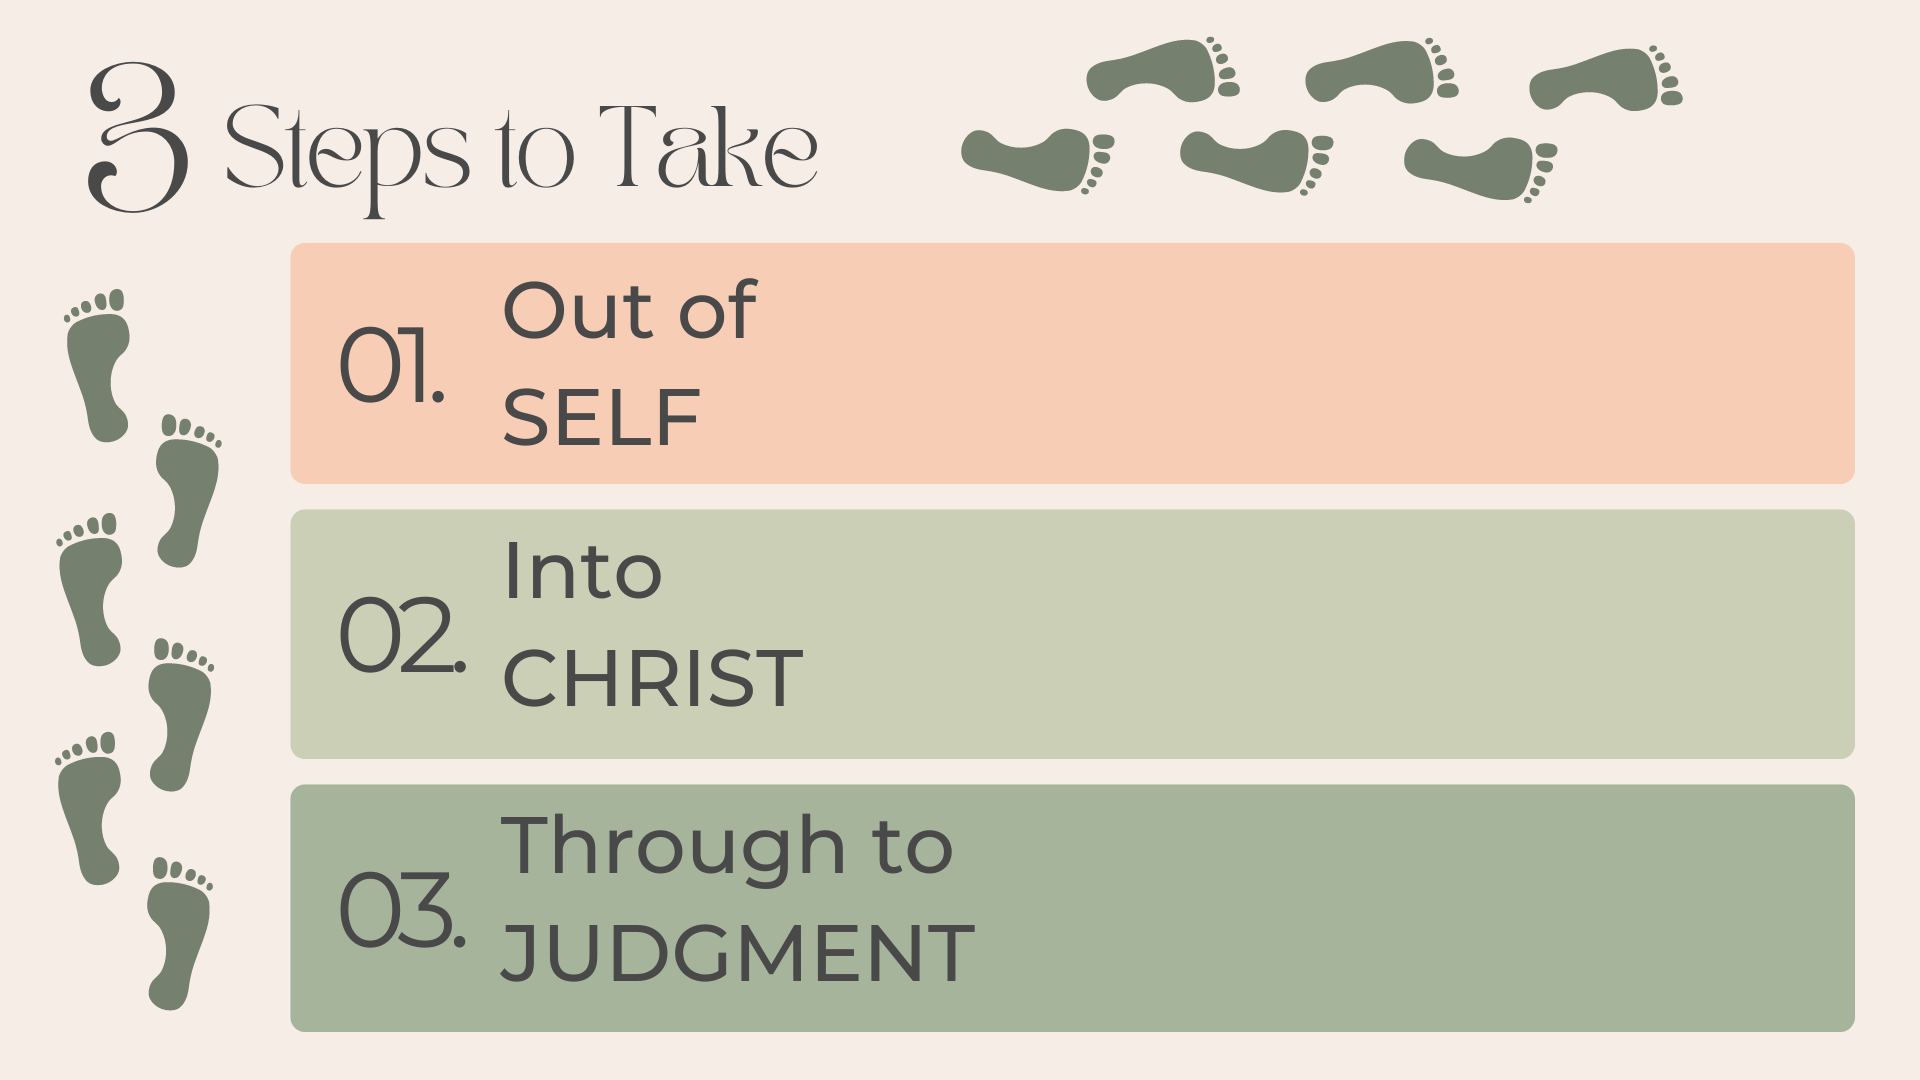 3 Steps to Take
01.
Out of
SELF
02.
Into
CHRIST
03.
Through to
JUDGMENT